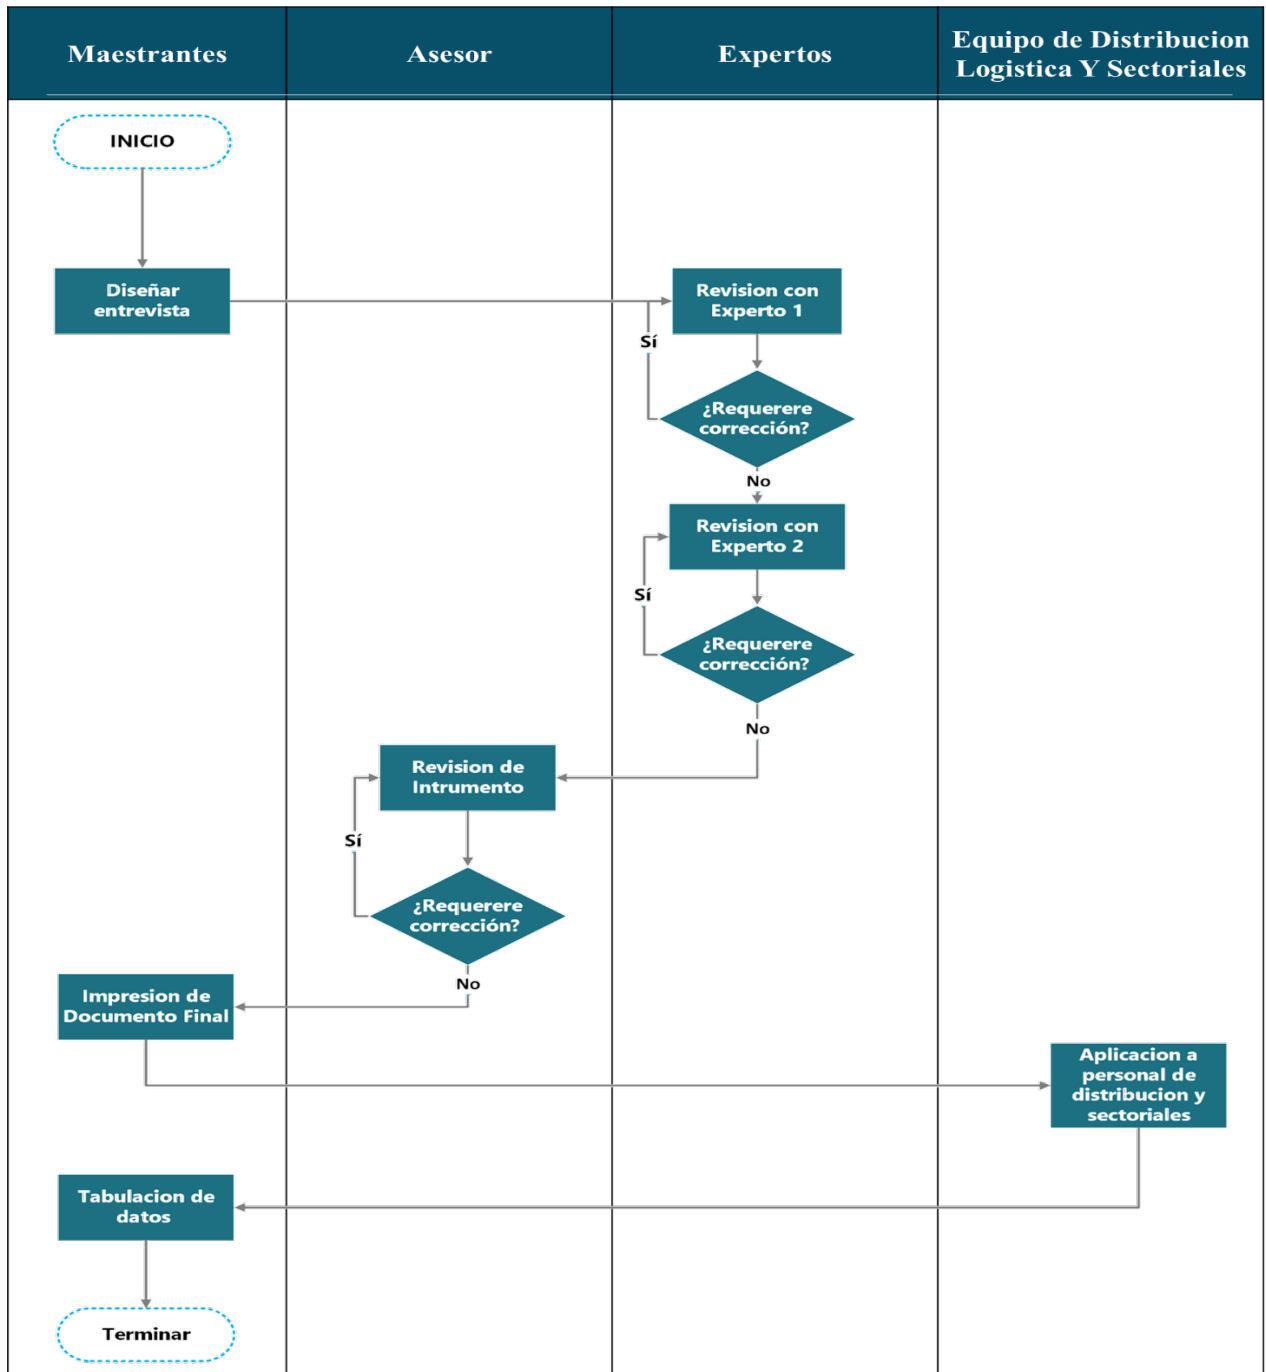 Maestrantes
Asesor
Expertos
Equipo de Distribucion
Logistica Y Sectoriales
INICIO
Diseñar
entrevista
Revision con
Experto 1
Sí
¿Requerere
corrección?
No
Revision con
Experto 2
Sí
¿Requerere
corrección?
No
Revision de
Intrumento
Sí
¿Requerere
corrección?
No
Impresion de
Documento Final
Aplicacion a
personal de
distribucion y
sectoriales
Tabulacion de
datos
Terminar